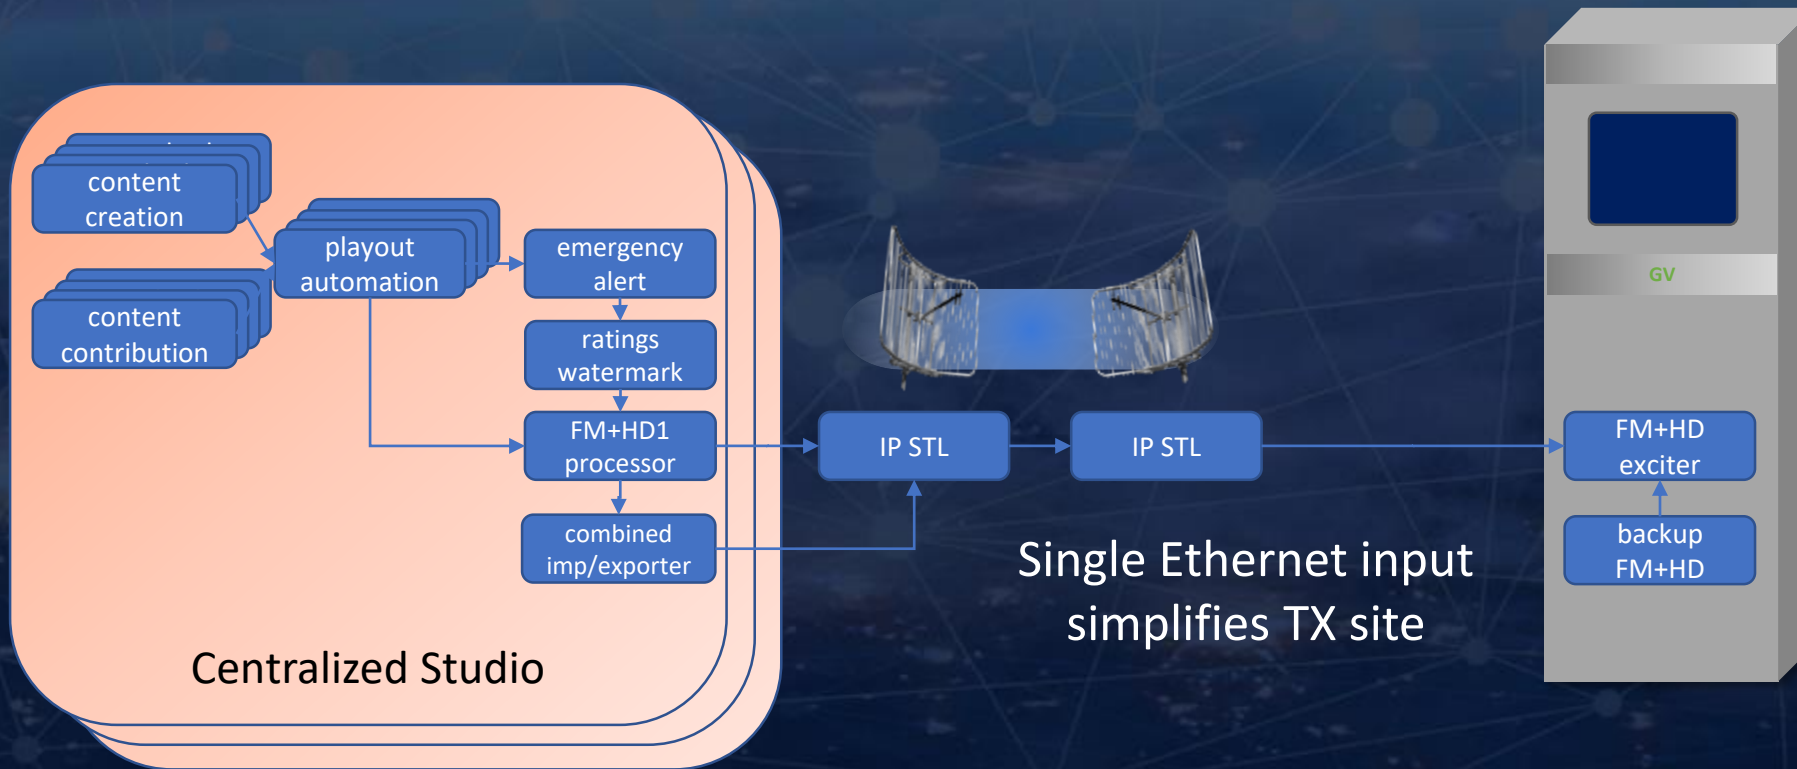 content
creation
content
contribution
playout
automation
emergency
alert
ratings
watermark
FM+HD1
processor
combined
imp/exporter
Centralized Studio
IP STL
IP STL
Single Ethernet input
simplifies TX site
GV
FM+HD
exciter
backup
FM+HD